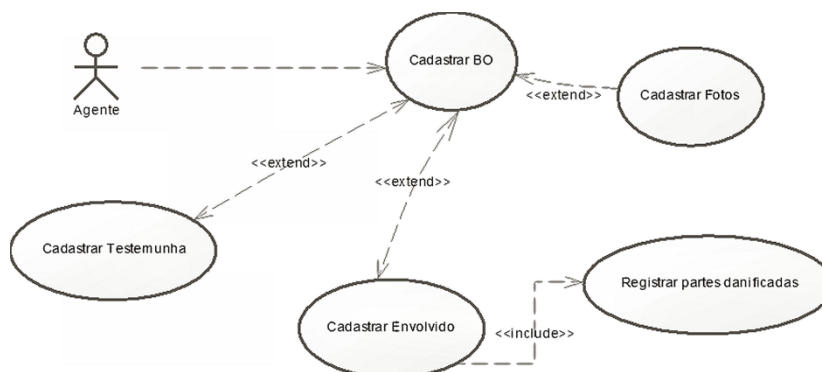 Cadastrar BO
Cadastrar Fotos
<<extend>>
Agente
<<extend>>
<<extend>>
Cadastrar Testemunha
Registrar partes danificadas
Cadastrar Envolvido
<<include>>